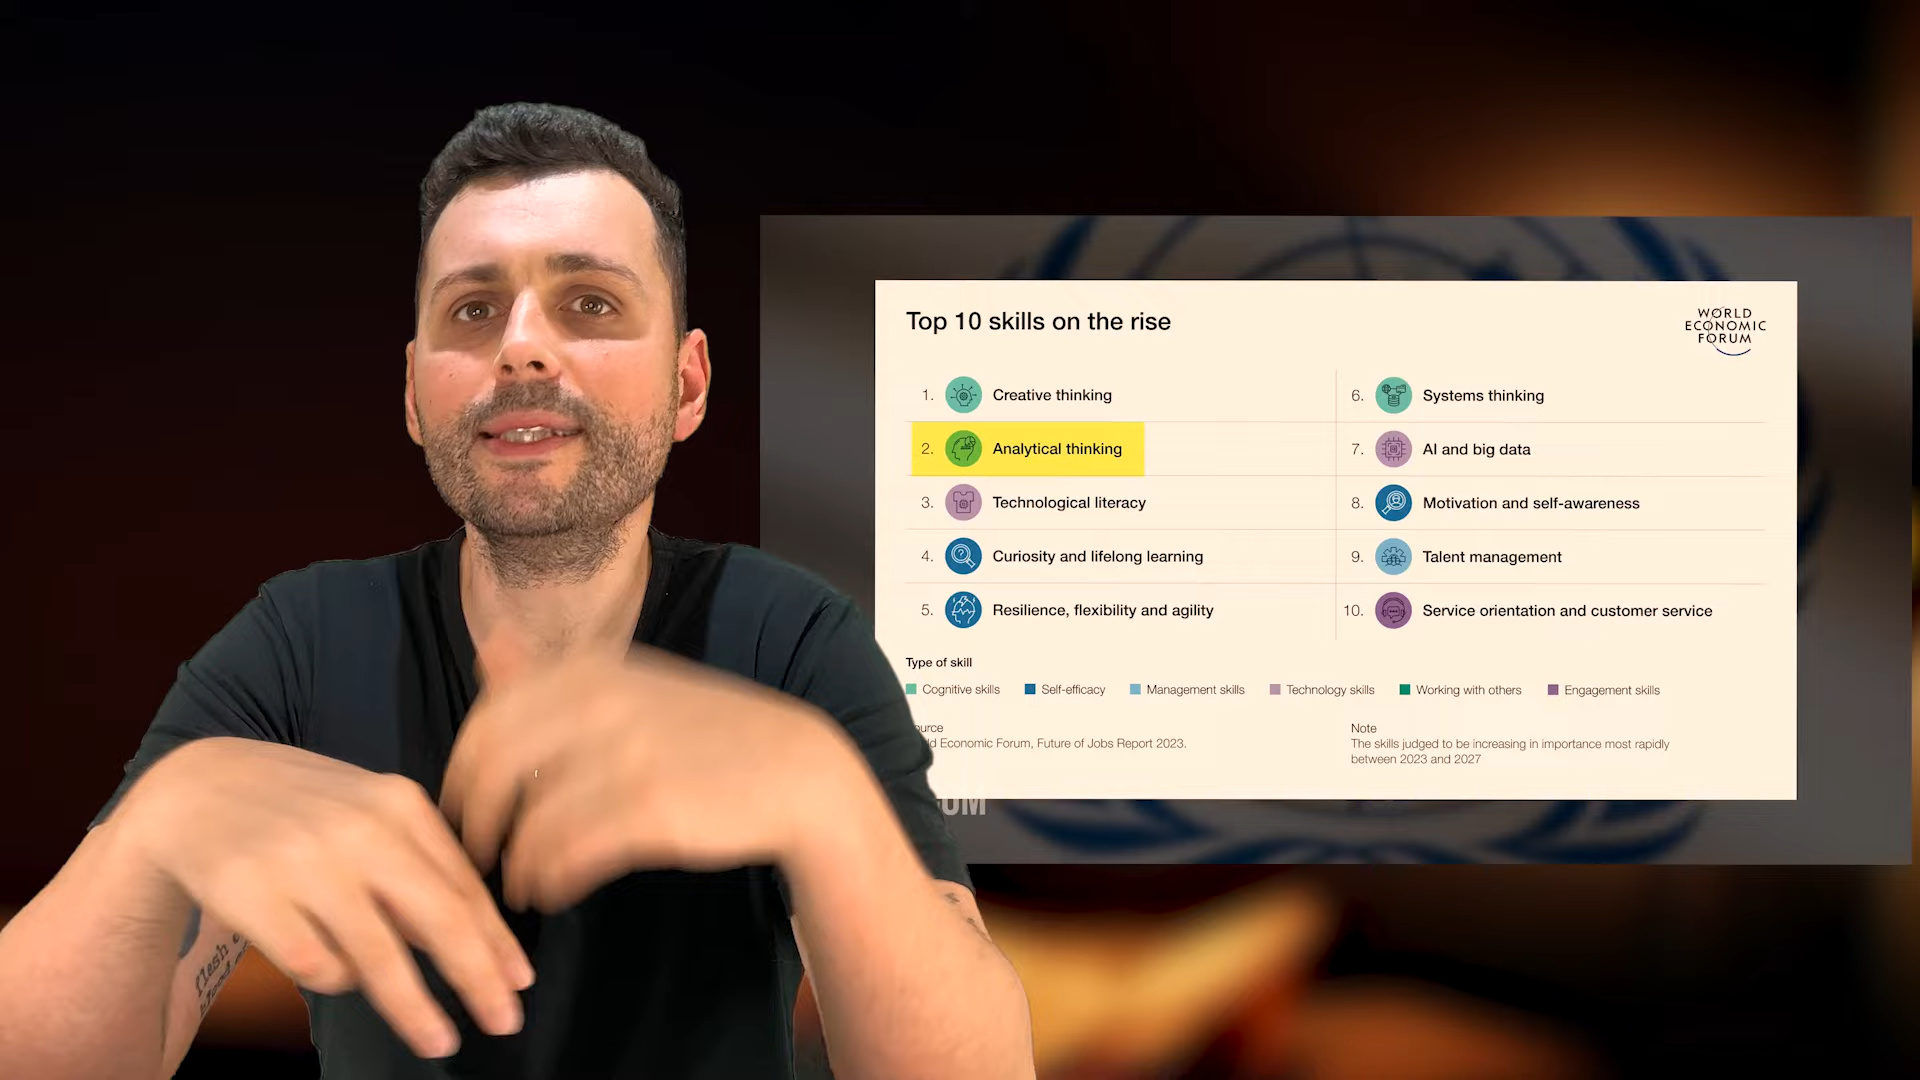 Top 10 skills on the rise
WORLD
ECONOMIC
FORUM
1. Creative thinking
2. Analytical thinking
3. Technological literacy
4. Curiosity and lifelong learning
5. Resilience, flexibility and agility
6. Systems thinking
7. AI and big data
8. Motivation and self-awareness
9. Talent management
10. Service orientation and customer service
Type of skill
Cognitive skills Self-efficacy Management skills Technology skills Working with others Engagement skills
Economic Forum, Future of Jobs Report 2023.
Note
The skills judged to be increasing in importance most rapidly
between 2023 and 2027
flesh
blood